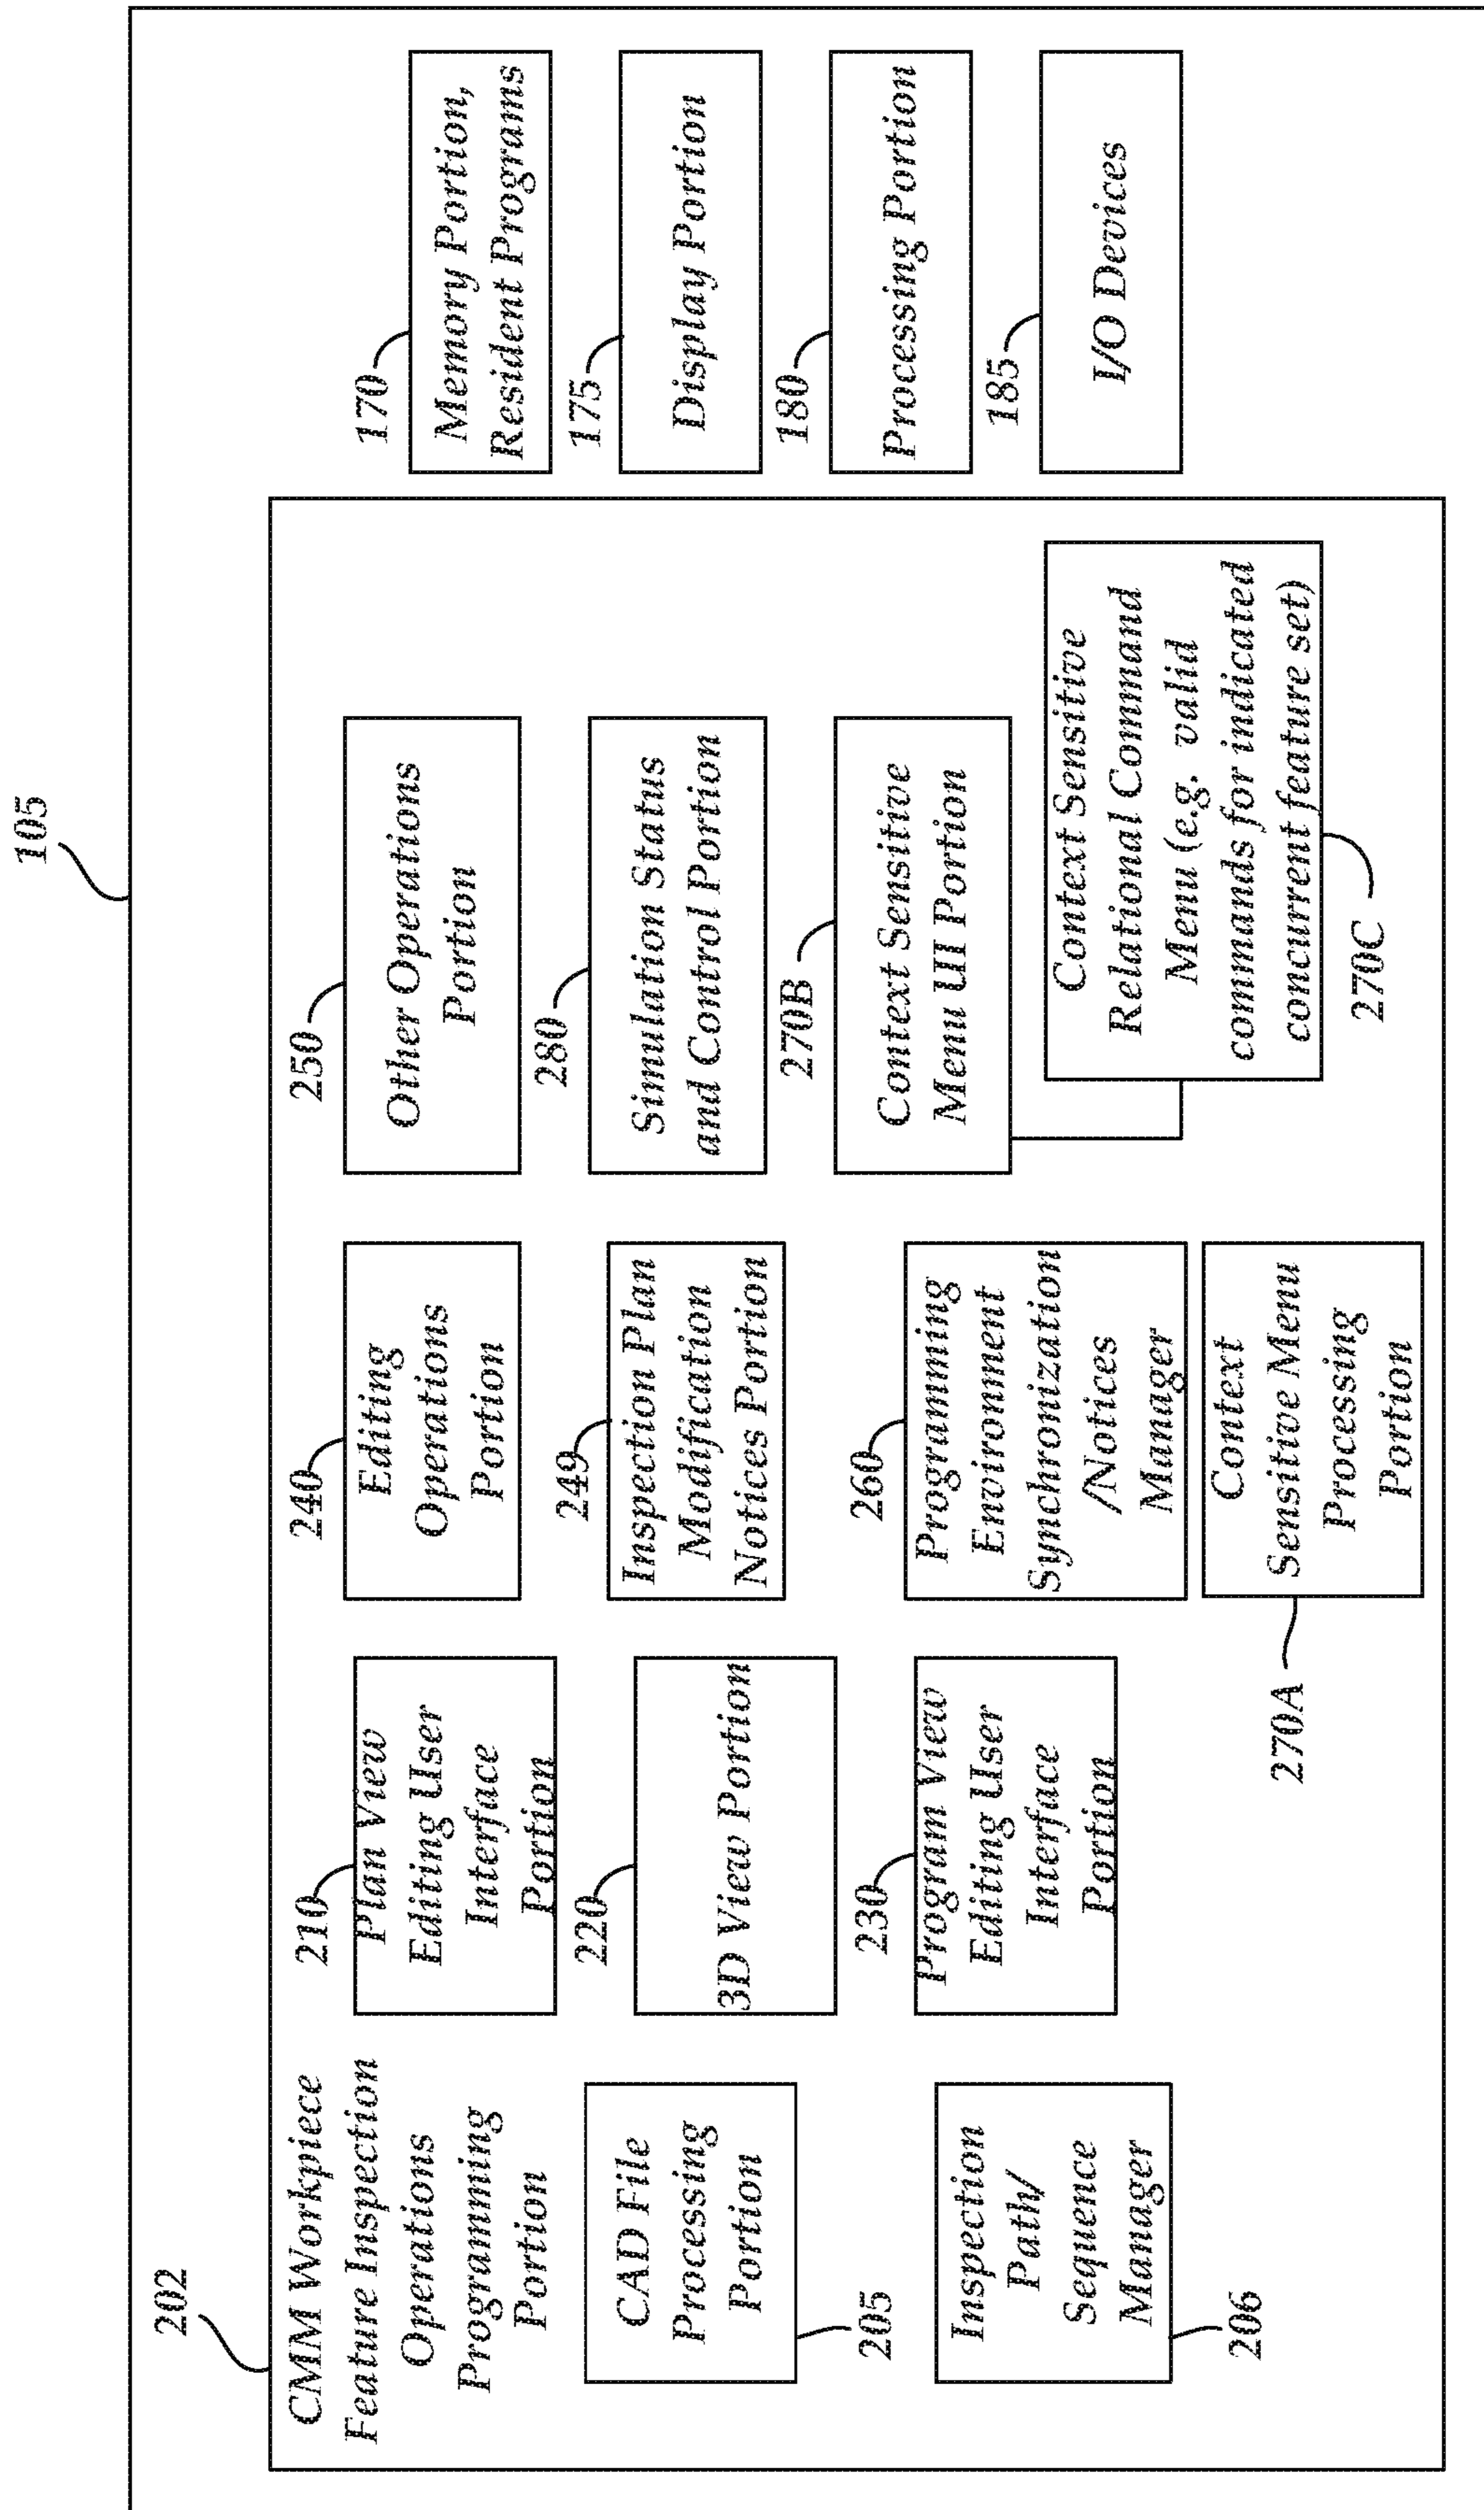 105
202
CMM Workpiece
Feature Inspection
Operations
Programming
Portion
CAD File
Processing
Portion
205
Inspection
Path/
Sequence
Manager
206
210
Plan View
Editing User
Interface
Portion
220
3D View Portion
230
Program View
Editing User
Interface
Portion
240
Editing
Operations
Portion
249
Inspection Plan
Modification
Notices Portion
260
Programming
Environment
Synchronization
/Notices
Manager
Context
Sensitive Menu
Processing
Portion
270A
250
Other Operations
Portion
280
Simulation Status
and Control Portion
270B
Context Sensitive
Menu UII Portion
Context Sensitive
Relational Command
Menu (e.g. valid
commands for indicated
concurrent feature set)
270C
170
Memory Portion,
Resident Programs
175
Display Portion
180
Processing Portion
185
I/O Devices